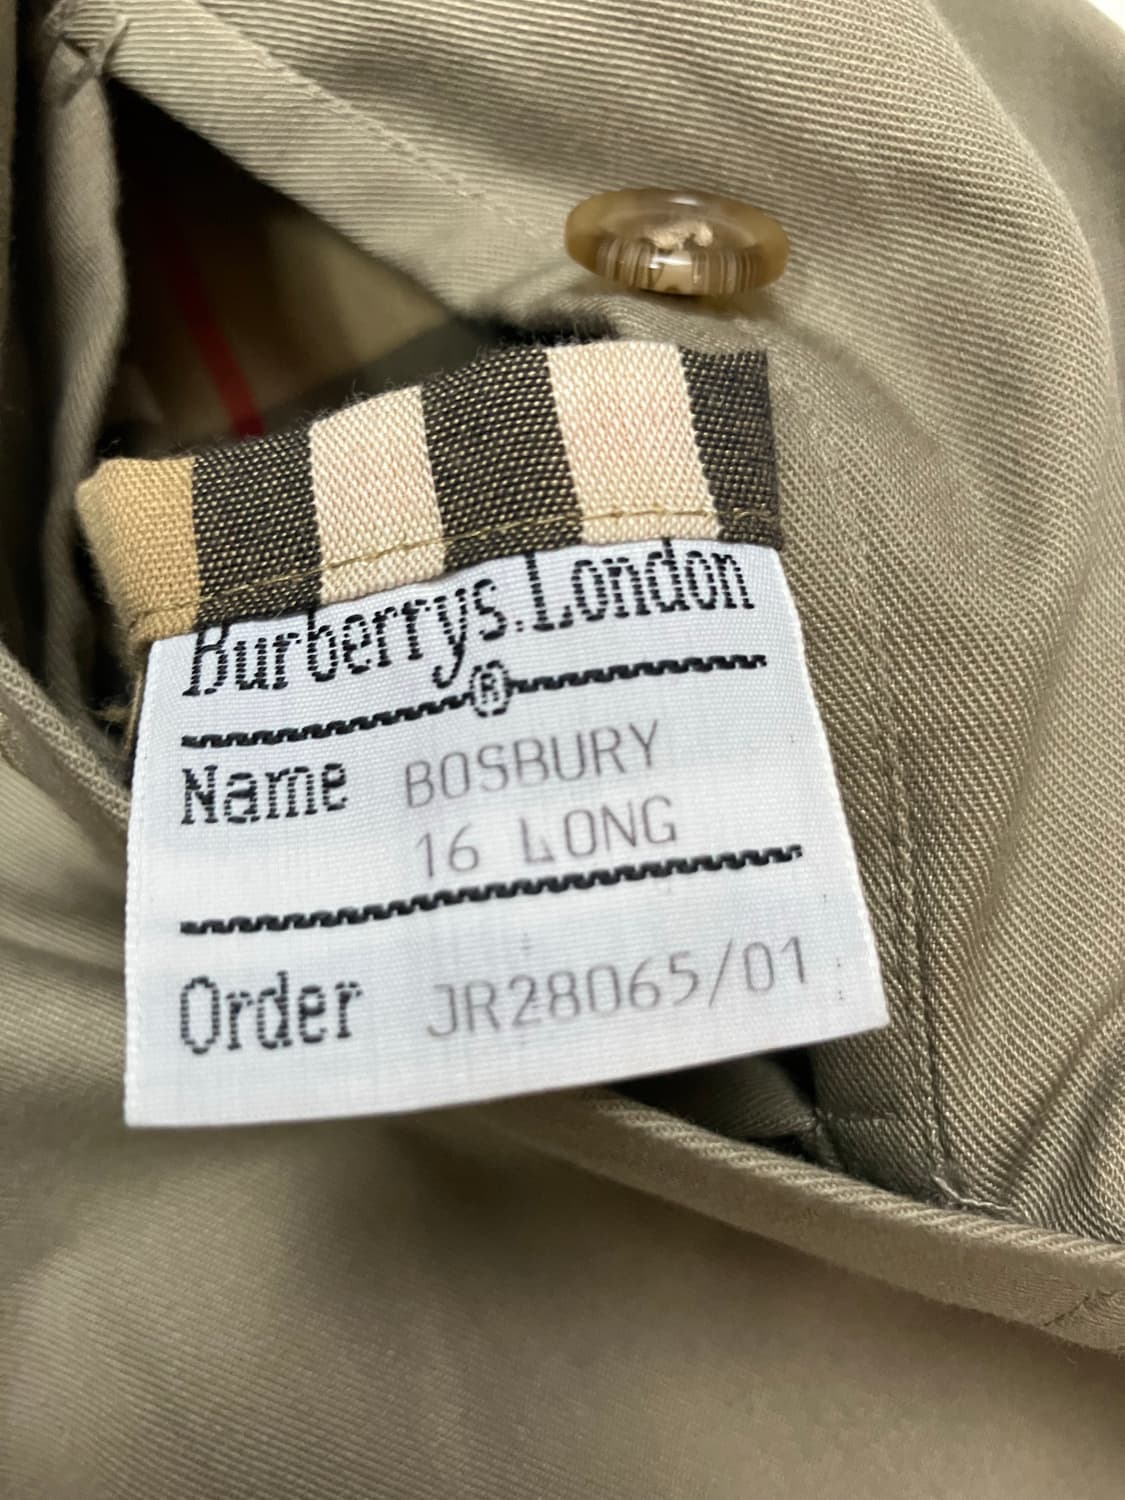 Burberrys.London
®
Name BOSBURY
16 LONG
Order JR28065/01